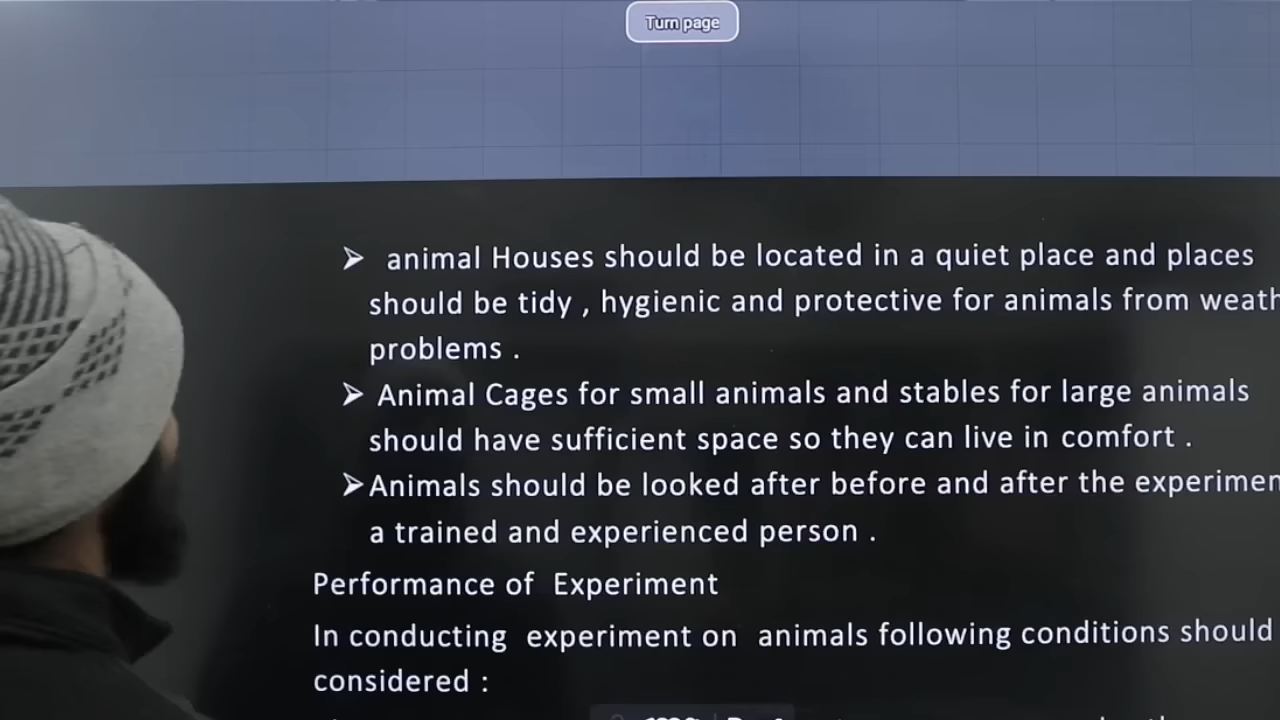 Turn page
➢ animal Houses should be located in a quiet place and places
should be tidy , hygienic and protective for animals from
problems .
➢ Animal Cages for small animals and stables for large animals
should have sufficient space so they can live in comfort .
➢Animals should be looked after before and after the
a trained and experienced person .
Performance of Experiment
In conducting experiment on animals following conditions should
considered :